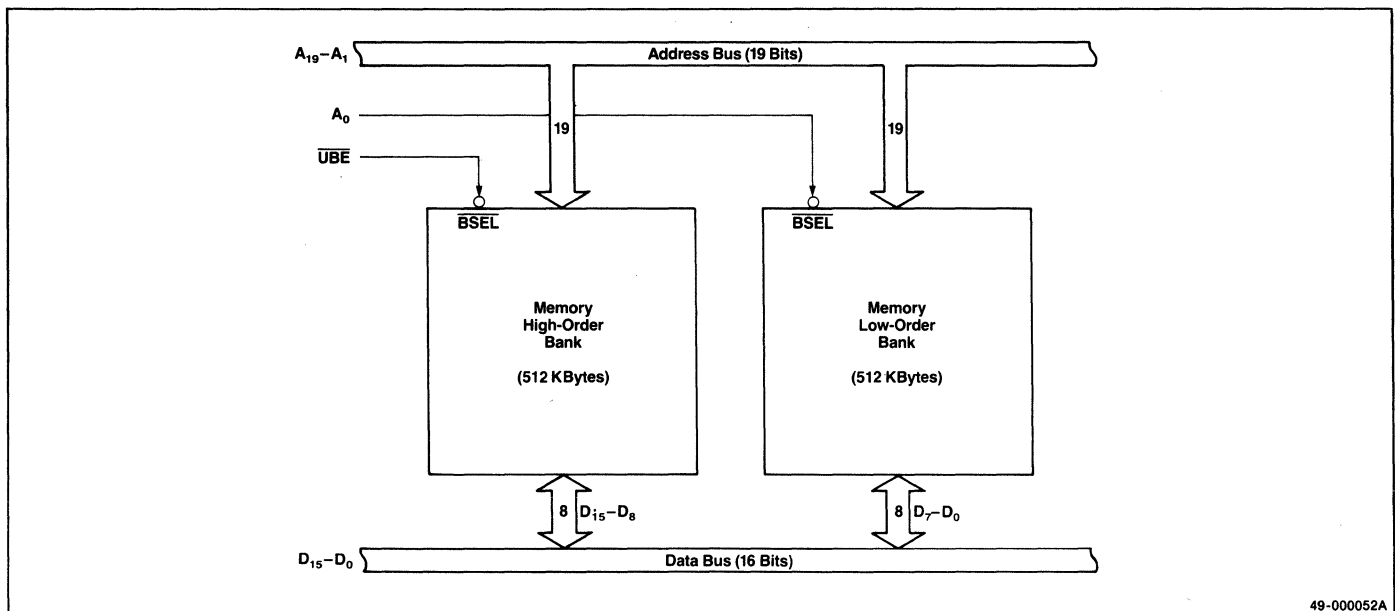 A19–A1
Address Bus (19 Bits)
A0
19
19
UBE
BSEL
BSEL
Memory
High-Order
Bank
(512 KBytes)
Memory
Low-Order
Bank
(512 KBytes)
8 D15–D8
8 D7–D0
D15–D0
Data Bus (16 Bits)
49-000052A